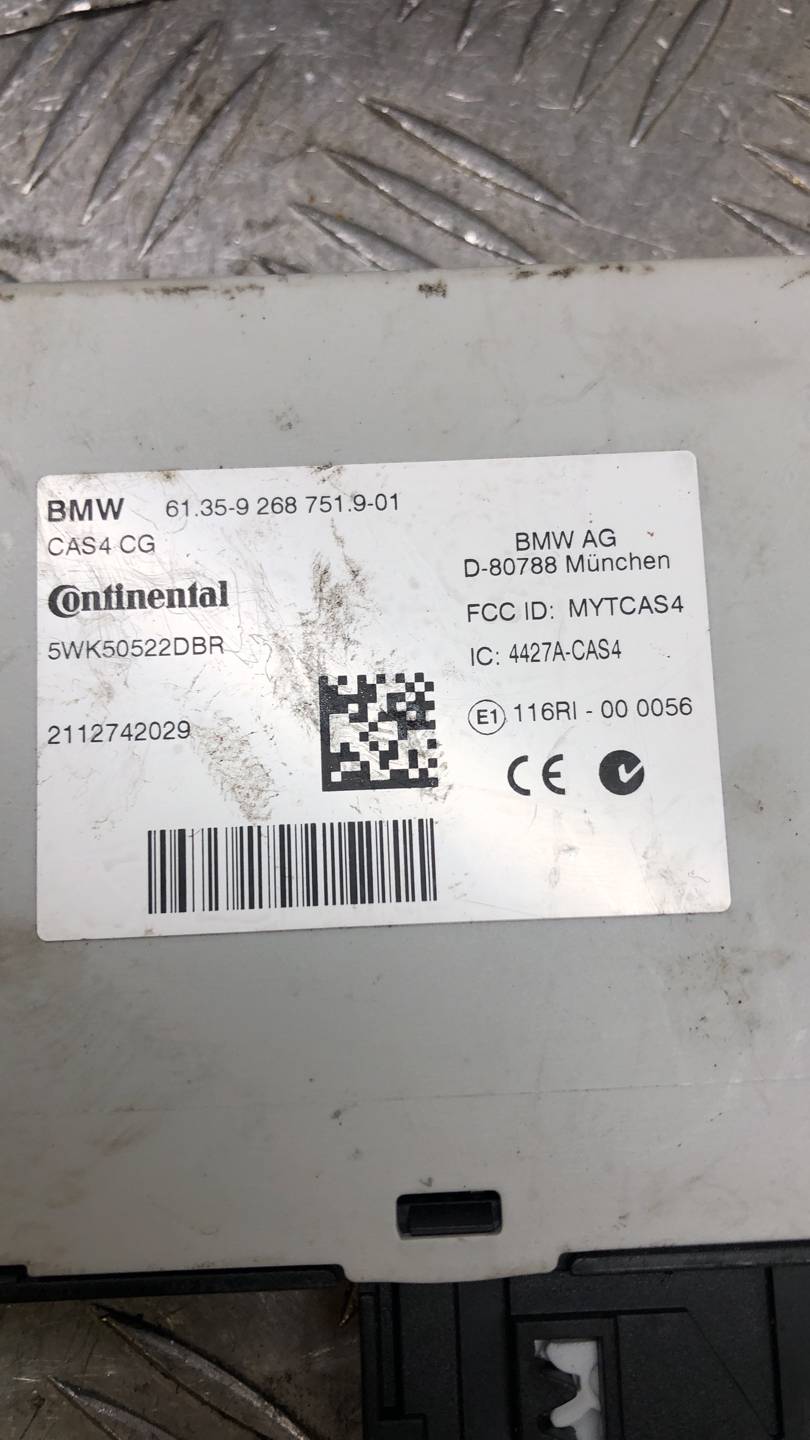 BMW 61.35-9 268 751.9-01
CAS4 CG
Continental
5WK50522DBR
2112742029
BMW AG
D-80788 München
FCC ID: MYTCAS4
IC: 4427A-CAS4
E1 116RI - 00 0056
CE